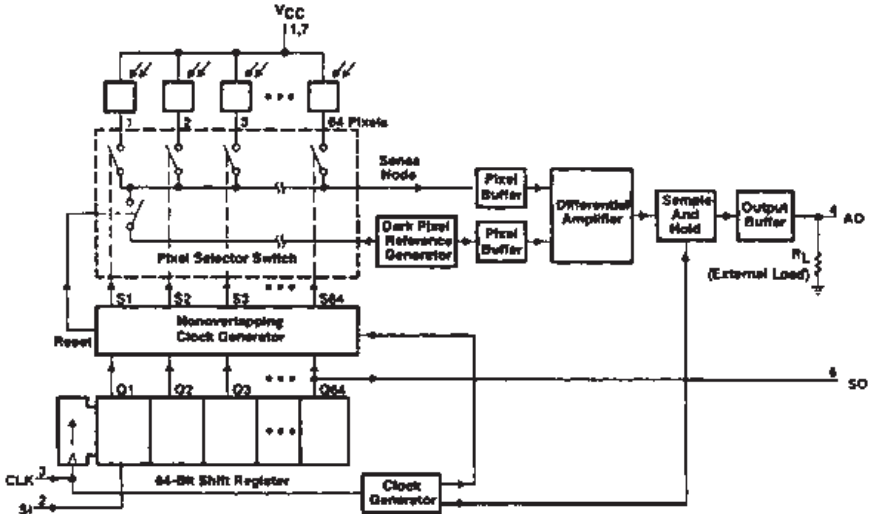 VCC
1,7
1
2
3
64 Pixels
Sense
Node
Pixel
Buffer
Differential
Amplifier
Sample
And
Hold
Output
Buffer
4
AO
Dark Pixel
Reference
Generator
Pixel
Buffer
RL
(External Load)
Pixel Selector Switch
S1
S2
S3
S64
Reset
Nonoverlapping
Clock Generator
Q1
Q2
Q3
Q64
SO
CLK
3
64-Bit Shift Register
Clock
Generator
SI
2